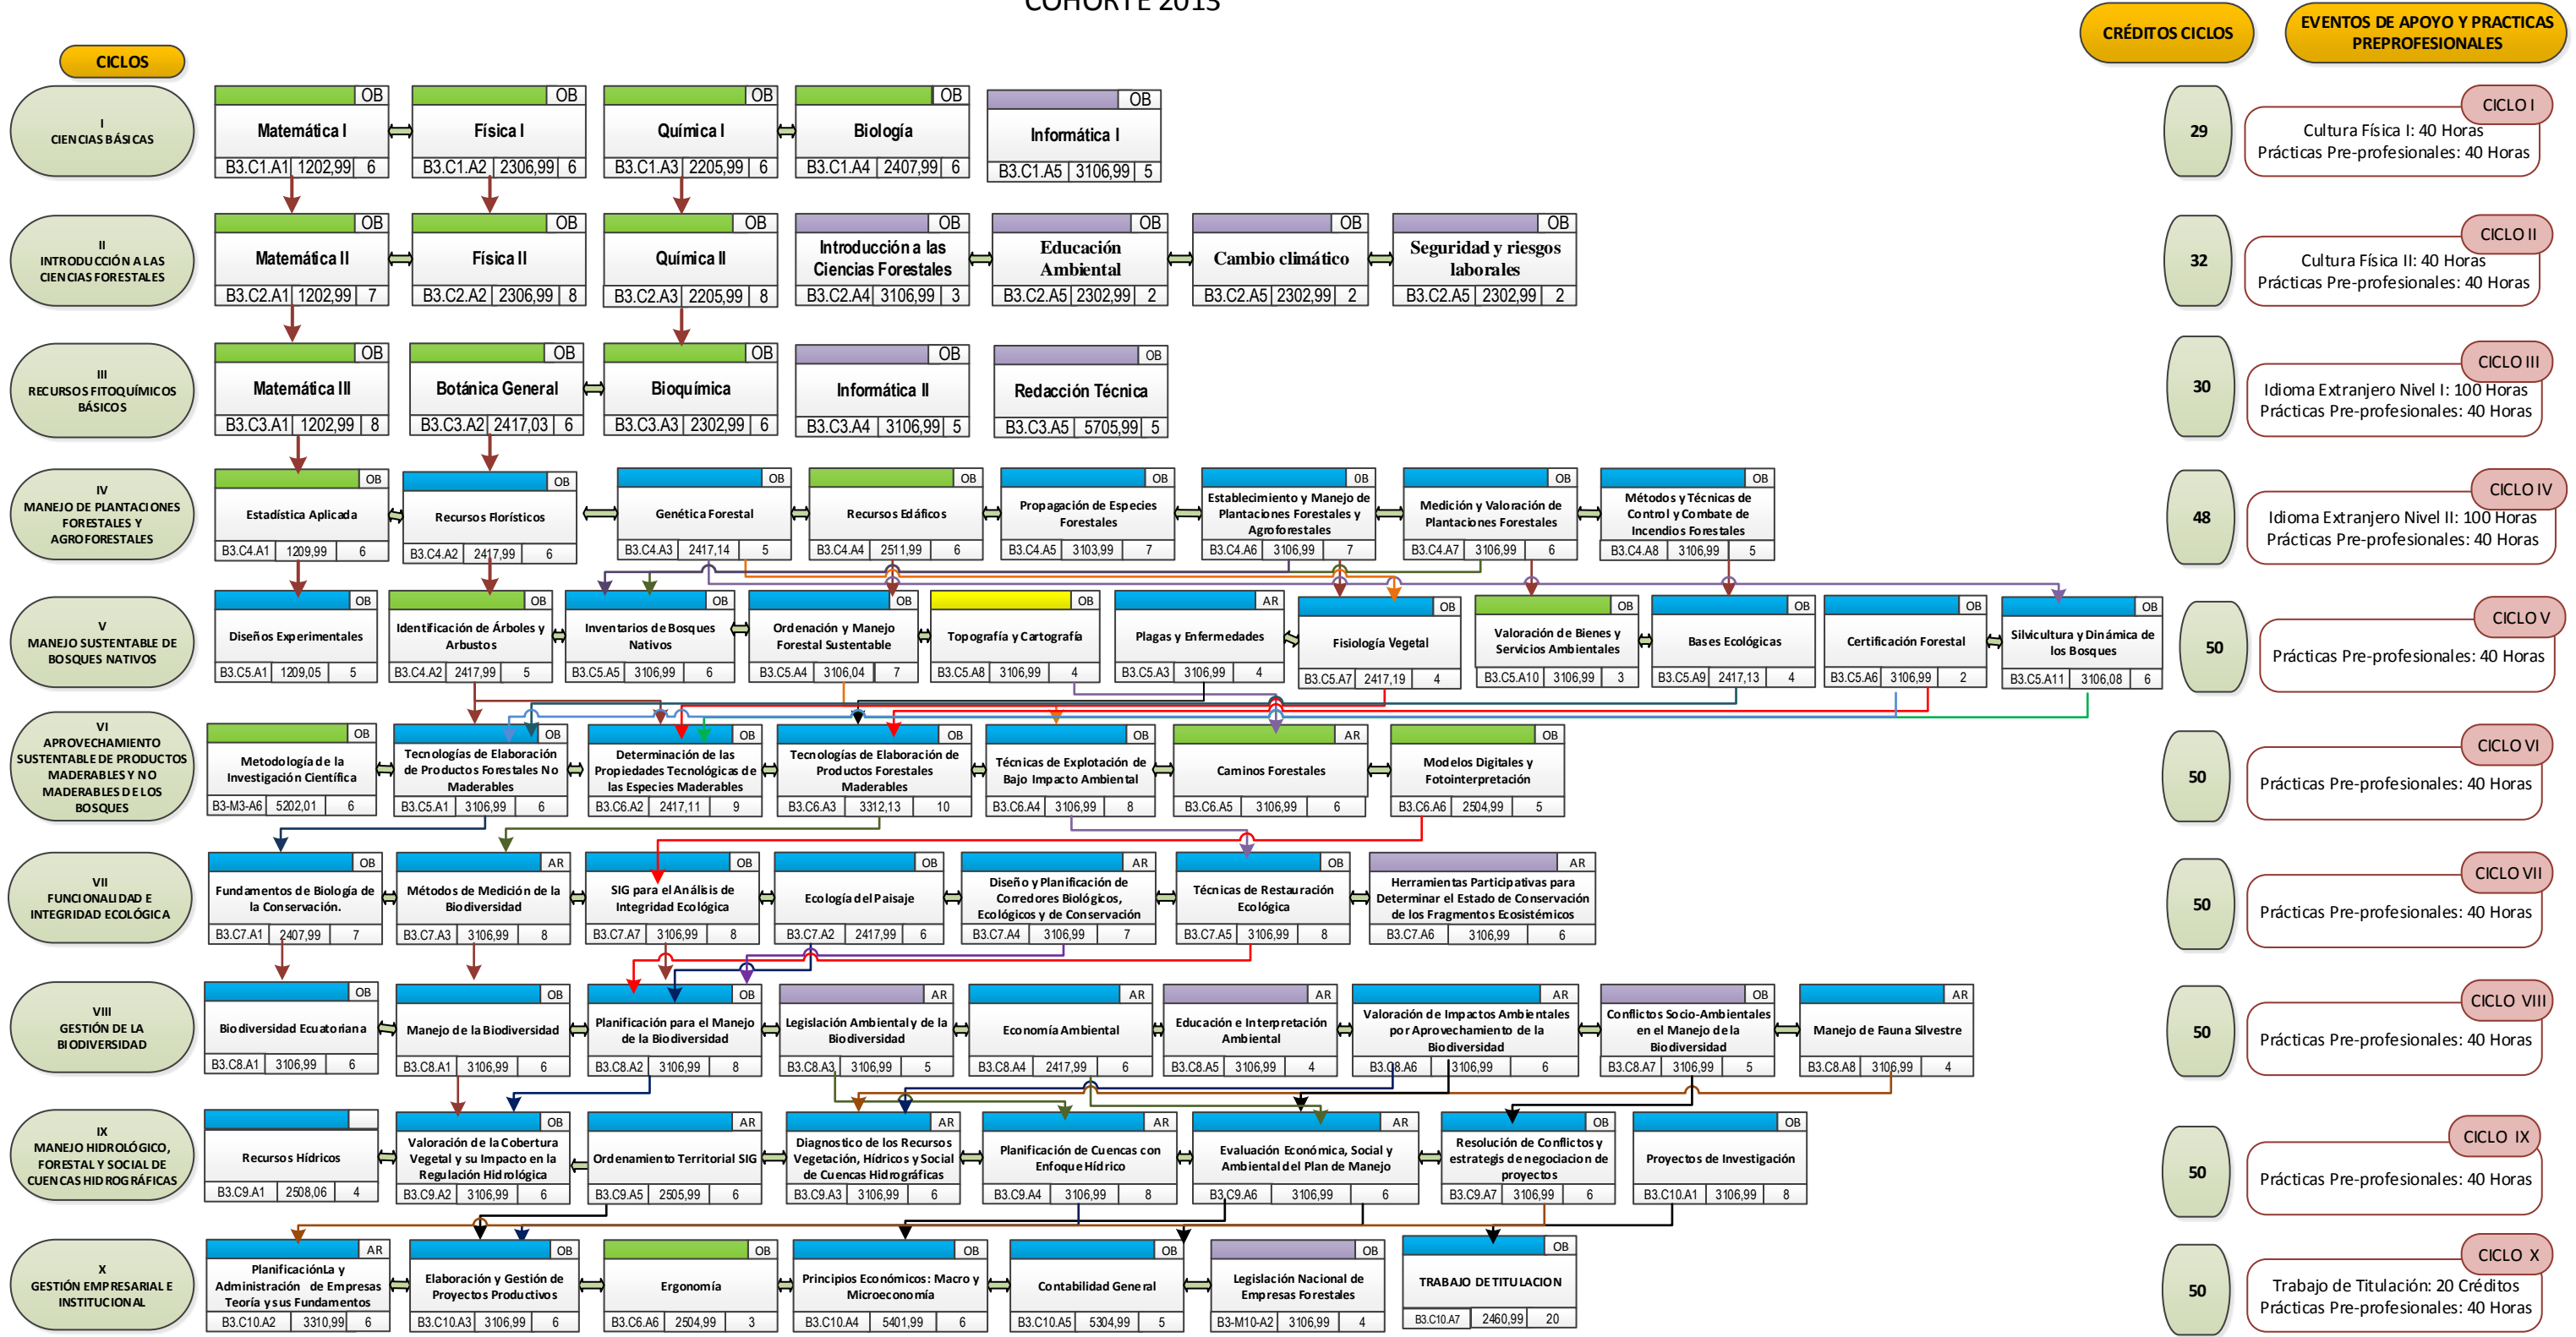 COHORTE 2013
CICLOS
CRÉDITOS CICLOS
EVENTOS DE APOYO Y PRACTICAS
PREPROFESIONALES
I
CIENCIAS BÁSICAS
OB
Matemática I
B3.C1.A1 1202,99 6
OB
Física I
B3.C1.A2 2306,99 6
OB
Química I
B3.C1.A3 2205,99 6
OB
Biología
B3.C1.A4 2407,99 6
OB
Informática I
B3.C1.A5 3106,99 5
29
CICLO I
Cultura Física I: 40 Horas
Prácticas Pre-profesionales: 40 Horas
II
INTRODUCCIÓN A LAS
CIENCIAS FORESTALES
OB
Matemática II
B3.C2.A1 1202,99 7
OB
Física II
B3.C2.A2 2306,99 8
OB
Química II
B3.C2.A3 2205,99 8
OB
Introducción a las
Ciencias Forestales
B3.C2.A4 3106,99 3
OB
Educación
Ambiental
B3.C2.A5 2302,99 2
OB
Cambio climático
B3.C2.A5 2302,99 2
OB
Seguridad y riesgos
laborales
B3.C2.A5 2302,99 2
32
CICLO II
Cultura Física II: 40 Horas
Prácticas Pre-profesionales: 40 Horas
III
RECURSOS FITOQUÍMICOS
BÁSICOS
OB
Matemática III
B3.C3.A1 1202,99 8
OB
Botánica General
B3.C3.A2 2417,03 6
OB
Bioquímica
B3.C3.A3 2302,99 6
OB
Informática II
B3.C3.A4 3106,99 5
OB
Redacción Técnica
B3.C3.A5 5705,99 5
30
CICLO III
Idioma Extranjero Nivel I: 100 Horas
Prácticas Pre-profesionales: 40 Horas
IV
MANEJO DE PLANTACIONES
FORESTALES Y
AGROFORESTALES
OB
Estadística Aplicada
B3.C4.A1 1209,99 6
OB
Recursos Florísticos
B3.C4.A2 2417,99 6
OB
Genética Forestal
B3.C4.A3 2417,14 5
OB
Recursos Edáficos
B3.C4.A4 2511,99 6
OB
Propagación de Especies
Forestales
B3.C4.A5 3103,99 7
0B
Establecimiento y Manejo de
Plantaciones Forestales y
Agroforestales
B3.C4.A6 3106,99 7
OB
Medición y Valoración de
Plantaciones Forestales
B3.C4.A7 3106,99 6
OB
Métodos y Técnicas de
Control y Combate de
Incendios Forestales
B3.C4.A8 3106,99 5
48
CICLO IV
Idioma Extranjero Nivel II: 100 Horas
Prácticas Pre-profesionales: 40 Horas
V
MANEJO SUSTENTABLE DE
BOSQUES NATIVOS
OB
Diseños Experimentales
B3.C5.A1 1209,05 5
OB
Identificación de Árboles y
Arbustos
B3.C4.A2 2417,99 5
OB
Inventarios de Bosques
Nativos
B3.C5.A5 3106,99 6
OB
Ordenación y Manejo
Forestal Sustentable
B3.C5.A4 3106,04 7
OB
Topografía y Cartografía
B3.C5.A8 3106,99 4
AR
Plagas y Enfermedades
B3.C5.A3 3106,99 4
OB
Fisiología Vegetal
B3.C5.A7 2417,19 4
OB
Valoración de Bienes y
Servicios Ambientales
B3.C5.A10 3106,99 3
OB
Bases Ecológicas
B3.C5.A9 2417,13 4
OB
Certificación Forestal
B3.C5.A6 3106,99 2
OB
Silvicultura y Dinámica de
los Bosques
B3.C5.A11 3106,08 6
50
CICLO V
Prácticas Pre-profesionales: 40 Horas
VI
APROVECHAMIENTO
SUSTENTABLE DE PRODUCTOS
MADERABLES Y NO
MADERABLES DE LOS
BOSQUES
OB
Metodología de la
Investigación Científica
B3-M3-A6 5202,01 6
OB
Tecnologías de Elaboración
de Productos Forestales No
Maderables
B3.C5.A1 3106,99 6
OB
Determinación de las
Propiedades Tecnológicas de
las Especies Maderables
B3.C6.A2 2417,11 9
OB
Tecnologías de Elaboración de
Productos Forestales
Maderables
B3.C6.A3 3312,13 10
OB
Técnicas de Explotación de
Bajo Impacto Ambiental
B3.C6.A4 3106,99 8
AR
Caminos Forestales
B3.C6.A5 3106,99 6
OB
Modelos Digitales y
Fotointerpretación
B3.C6.A6 2504,99 5
50
CICLO VI
Prácticas Pre-profesionales: 40 Horas
VII
FUNCIONALIDAD E
INTEGRIDAD ECOLÓGICA
OB
Fundamentos de Biología de
la Conservación.
B3.C7.A1 2407,99 7
AR
Métodos de Medición de la
Biodiversidad
B3.C7.A3 3106,99 8
OB
SIG para el Análisis de
Integridad Ecológica
B3.C7.A7 3106,99 8
OB
Ecología del Paisaje
B3.C7.A2 2417,99 6
AR
Diseño y Planificación de
Corredores Biológicos,
Ecológicos y de Conservación
B3.C7.A4 3106,99 7
OB
Técnicas de Restauración
Ecológica
B3.C7.A5 3106,99 8
AR
Herramientas Participativas para
Determinar el Estado de Conservación
de los Fragmentos Ecosistémicos
B3.C7.A6 3106,99 6
50
CICLO VII
Prácticas Pre-profesionales: 40 Horas
VIII
GESTIÓN DE LA
BIODIVERSIDAD
OB
Biodiversidad Ecuatoriana
B3.C8.A1 3106,99 6
OB
Manejo de la Biodiversidad
B3.C8.A1 3106,99 6
OB
Planificación para el Manejo
de la Biodiversidad
B3.C8.A2 3106,99 8
AR
Legislación Ambiental y de la
Biodiversidad
B3.C8.A3 3106,99 5
AR
Economía Ambiental
B3.C8.A4 2417,99 6
AR
Educación e Interpretación
Ambiental
B3.C8.A5 3106,99 4
AR
Valoración de Impactos Ambientales
por Aprovechamiento de la
Biodiversidad
B3.C8.A6 3106,99 6
OB
Conflictos Socio-Ambientales
en el Manejo de la
Biodiversidad
B3.C8.A7 3106,99 5
AR
Manejo de Fauna Silvestre
B3.C8.A8 3106,99 4
50
CICLO VIII
Prácticas Pre-profesionales: 40 Horas
IX
MANEJO HIDROLÓGICO,
FORESTAL Y SOCIAL DE
CUENCAS HIDROGRÁFICAS
Recursos Hídricos
B3.C9.A1 2508,06 4
OB
Valoración de la Cobertura
Vegetal y su Impacto en la
Regulación Hidrológica
B3.C9.A2 3106,99 6
AR
Ordenamiento Territorial SIG
B3.C9.A5 2505,99 6
AR
Diagnostico de los Recursos
Vegetación, Hídricos y Social
de Cuencas Hidrográficas
B3.C9.A3 3106,99 6
AR
Planificación de Cuencas con
Enfoque Hídrico
B3.C9.A4 3106,99 8
AR
Evaluación Económica, Social y
Ambiental del Plan de Manejo
B3.C9.A6 3106,99 6
OB
Resolución de Conflictos y
estrategis de negociacion de
proyectos
B3.C9.A7 3106,99 6
OB
Proyectos de Investigación
B3.C10.A1 3106,99 8
50
CICLO IX
Prácticas Pre-profesionales: 40 Horas
X
GESTIÓN EMPRESARIAL E
INSTITUCIONAL
AR
PlanificaciónLa y
Administración de Empresas
Teoría y sus Fundamentos
B3.C10.A2 3310,99 6
OB
Elaboración y Gestión de
Proyectos Productivos
B3.C10.A3 3106,99 6
OB
Ergonomía
B3.C6.A6 2504,99 3
OB
Principios Económicos: Macro y
Microeconomía
B3.C10.A4 5401,99 6
OB
Contabilidad General
B3.C10.A5 5304,99 5
OB
Legislación Nacional de
Empresas Forestales
B3-M10-A2 3106,99 4
OB
TRABAJO DE TITULACION
B3.C10.A7 2460,99 20
50
CICLO X
Trabajo de Titulación: 20 Créditos
Prácticas Pre-profesionales: 40 Horas